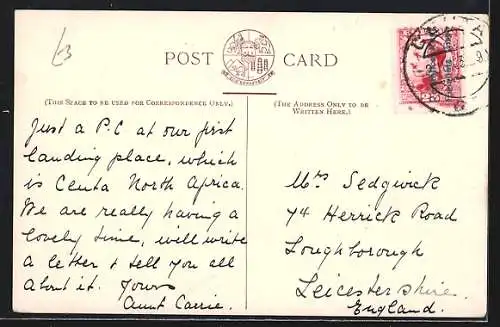 £3
POST CARD
(THIS SPACE TO BE USED FOR CORRESPONDENCE ONLY.)
(THE ADDRESS ONLY TO BE
WRITTEN HERE.)
Just a P.C at our first
landing place, which
is Ceuta North Africa.
We are really having a
lovely time, will write
a letter & tell you all
about it. Yours
Aunt Carrie.
Mrs Sedgwick
74 Herrick Road
Loughborough
Leicestershire.
England.